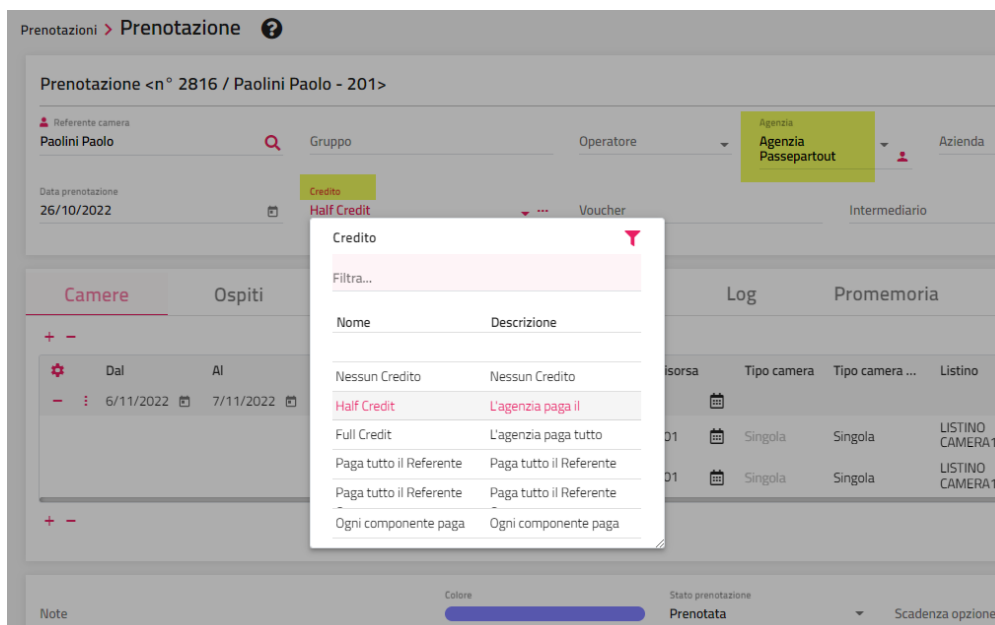 Prenotazioni > Prenotazione ?
Prenotazione <n° 2816 / Paolini Paolo - 201>
Referente camera
Paolini Paolo
Gruppo
Operatore
Agenzia
Agenzia
Passepartout
Azienda
Data prenotazione
26/10/2022
Credito
Half Credit
Voucher
Intermediario
Credito
Filtra...
Nome Descrizione
Nessun Credito Nessun Credito
Half Credit L'agenzia paga il
Full Credit L'agenzia paga tutto
Paga tutto il Referente Paga tutto il Referente
Paga tutto il Referente Paga tutto il Referente
Ogni componente paga Ogni componente paga
Camere Ospiti Log Promemoria
Dal Al isorsa Tipo camera Tipo camera ... Listino
6/11/2022 7/11/2022
01 Singola Singola LISTINO
CAMERA1
01 Singola Singola LISTINO
CAMERA1
Note
Colore
Stato prenotazione
Prenotata
Scadenza opzione